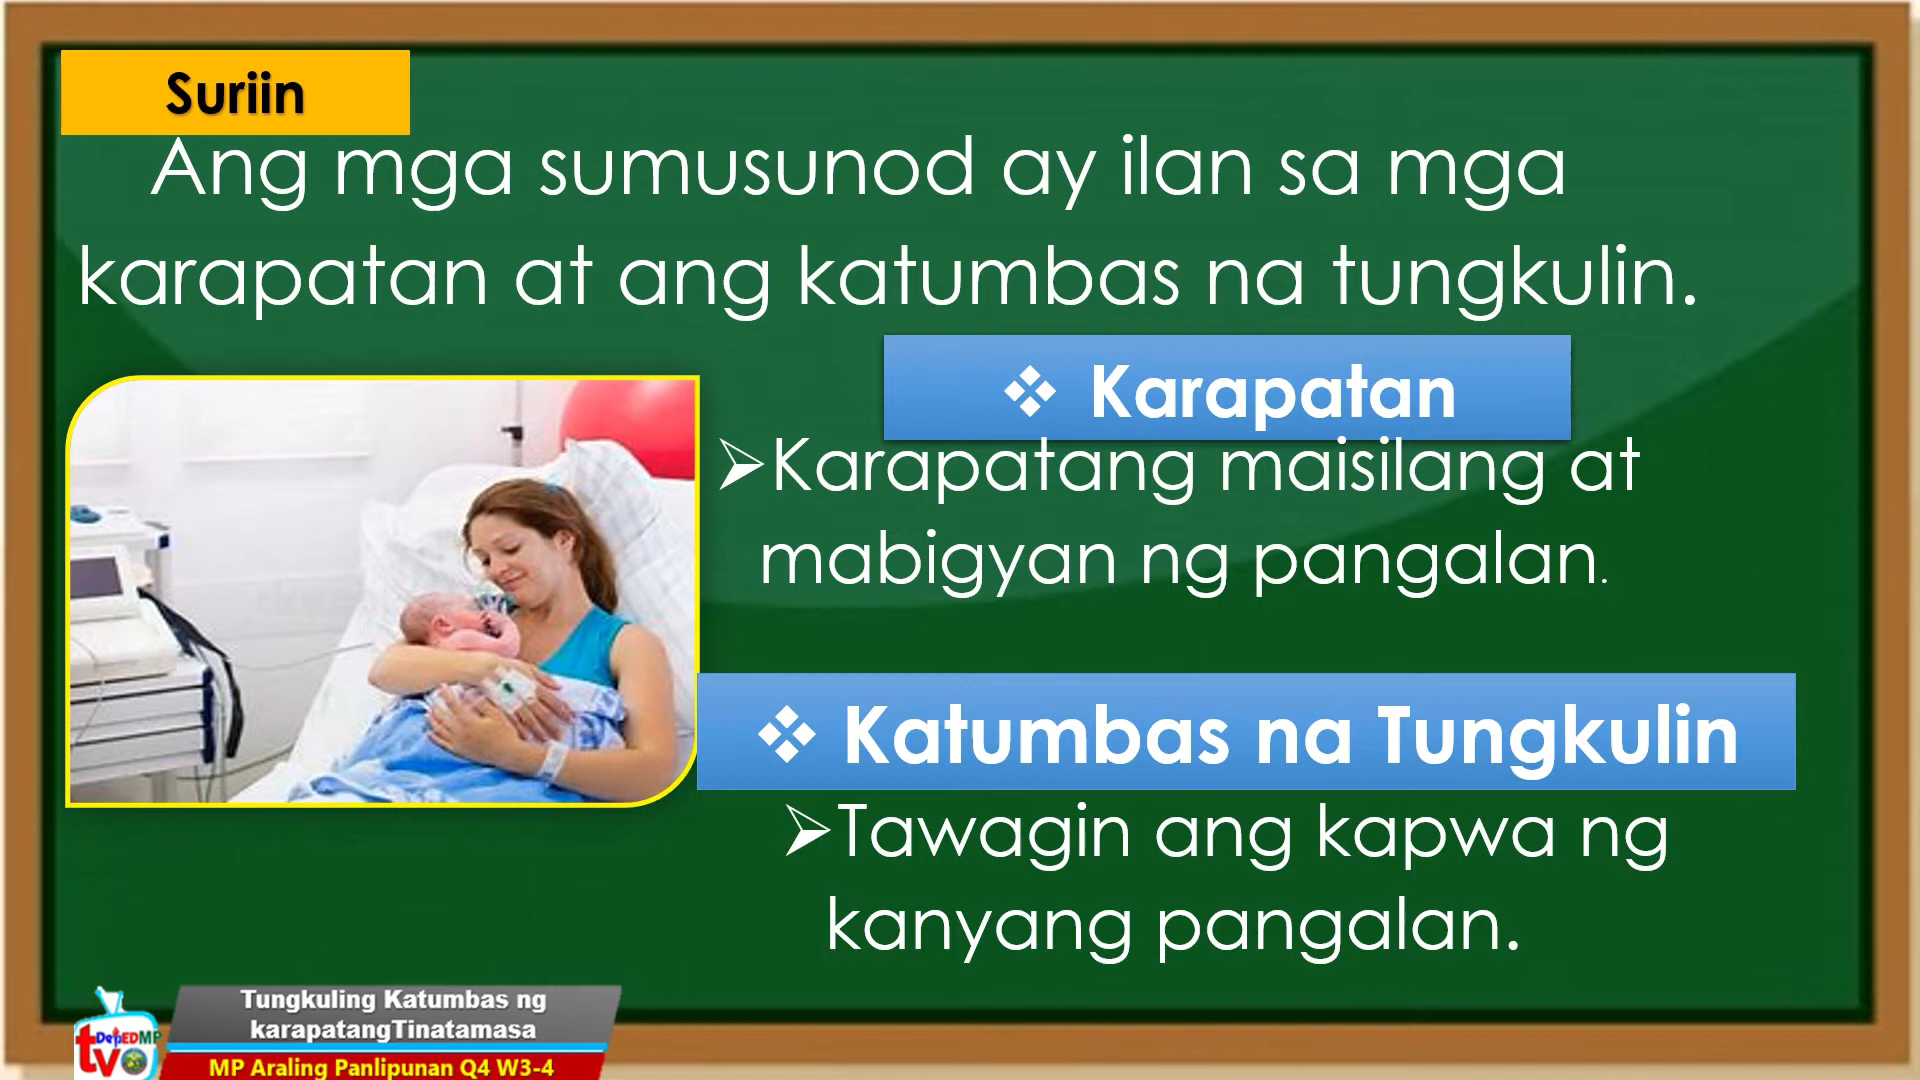 Suriin
Ang mga sumusunod ay ilan sa mga
karapatan at ang katumbas na tungkulin.
❖ Karapatan
➢Karapatang maisilang at
mabigyan ng pangalan.
❖ Katumbas na Tungkulin
➢Tawagin ang kapwa ng
kanyang pangalan.
Tungkuling Katumbas ng
karapatangTinatamasa
DepEDMP
tv
MP Araling Panlipunan Q4 W3-4